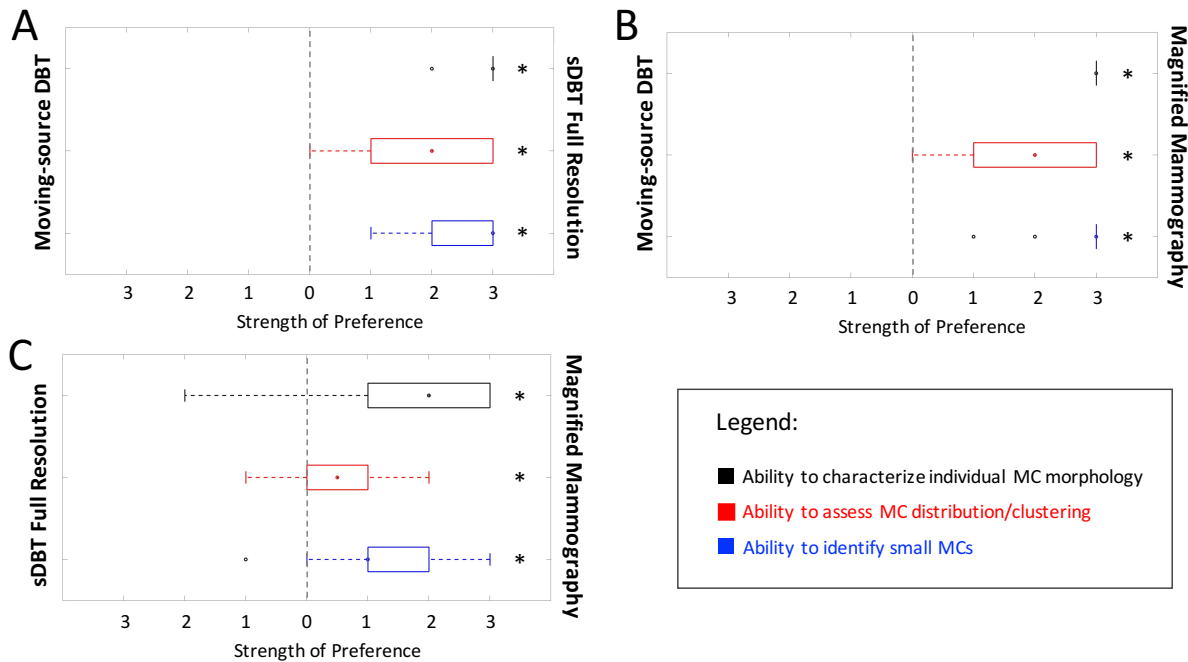 A
Moving-source DBT
*
*
*
sDBT Full Resolution
3 2 1 0 1 2 3
Strength of Preference
B
Moving-source DBT
*
*
*
Magnified Mammography
3 2 1 0 1 2 3
Strength of Preference
C
sDBT Full Resolution
*
*
*
Magnified Mammography
3 2 1 0 1 2 3
Strength of Preference
Legend:
Ability to characterize individual MC morphology
Ability to assess MC distribution/clustering
Ability to identify small MCs